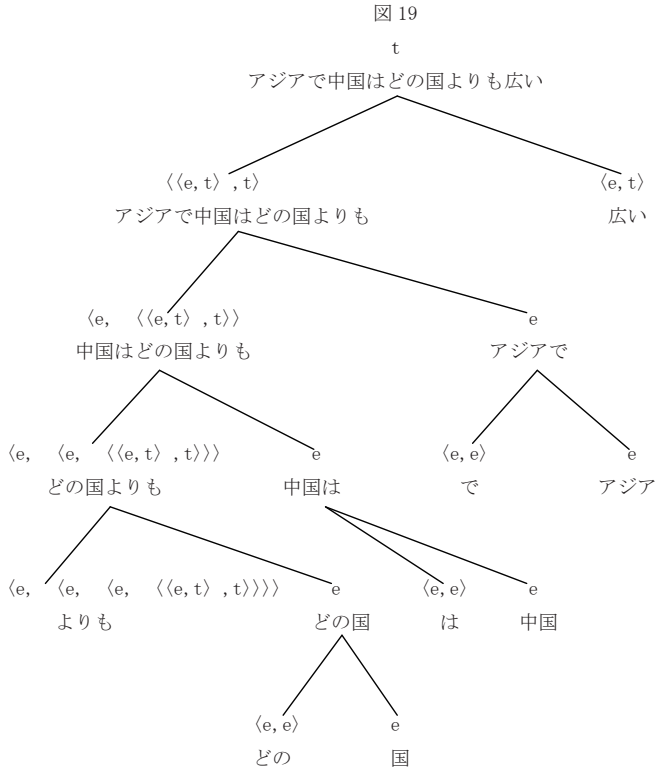 図 19
t
アジアで中国はどの国よりも広い
〈〈e,t〉,t〉 〈e,t〉
アジアで中国はどの国よりも 広い
〈e, 〈〈e,t〉,t〉〉 e
中国はどの国よりも アジアで
〈e, 〈e, 〈〈e,t〉,t〉〉〉 e 〈e,e〉 e
どの国よりも 中国は で アジア
〈e, 〈e, 〈e, 〈〈e,t〉,t〉〉〉〉 e 〈e,e〉 e
よりも どの国 は 中国
〈e,e〉 e
どの 国